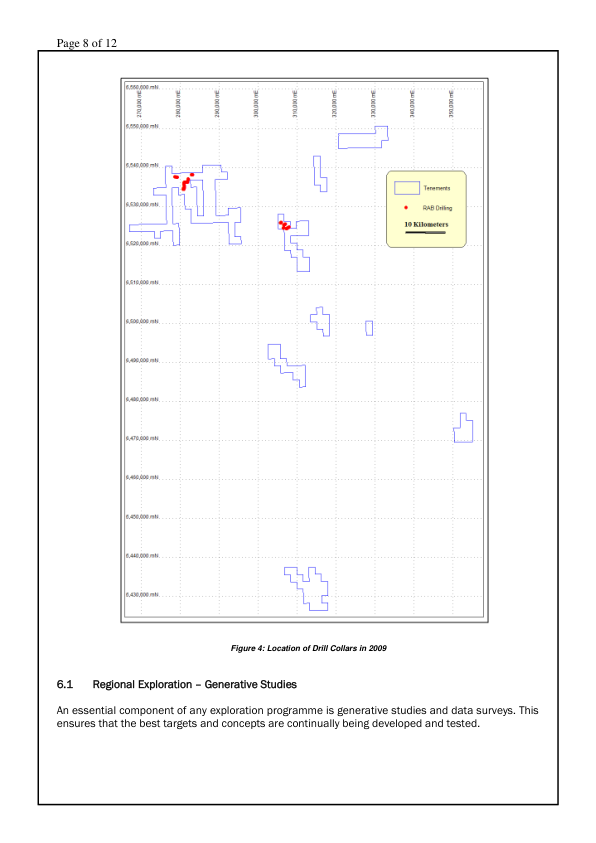 Page 8 of 12
6,560,000 mN
270,000 mE
280,000 mE
290,000 mE
300,000 mE
310,000 mE
320,000 mE
330,000 mE
340,000 mE
350,000 mE
6,550,000 mN
6,540,000 mN
6,530,000 mN
6,520,000 mN
6,510,000 mN
6,500,000 mN
6,490,000 mN
6,480,000 mN
6,470,000 mN
6,460,000 mN
6,450,000 mN
6,440,000 mN
6,430,000 mN
Tenements
RAB Drilling
10 Kilometers
Figure 4: Location of Drill Collars in 2009
6.1 Regional Exploration – Generative Studies
An essential component of any exploration programme is generative studies and data surveys. This
ensures that the best targets and concepts are continually being developed and tested.